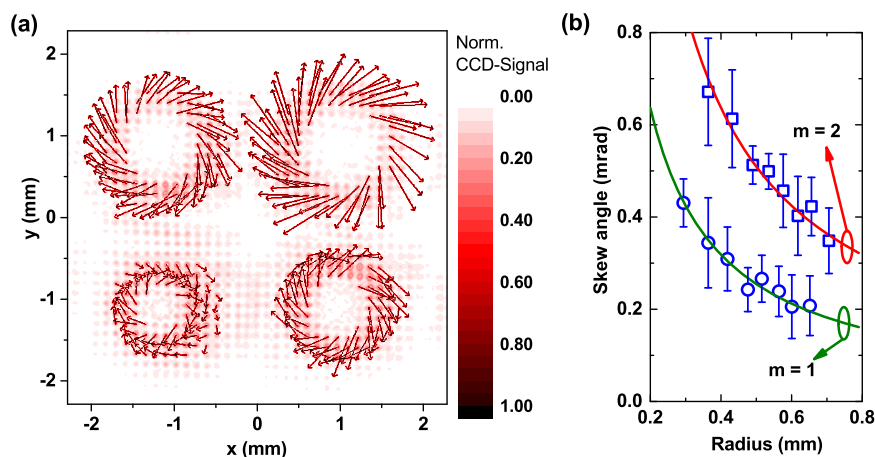 (a)
2
1
0
-1
-2
y (mm)
-2
-1
0
1
2
x (mm)
Norm.
CCD-Signal
0.00
0.20
0.40
0.60
0.80
1.00
(b)
0.8
0.6
0.4
0.2
0.0
Skew angle (mrad)
m = 2
m = 1
0.2
0.4
0.6
0.8
Radius (mm)